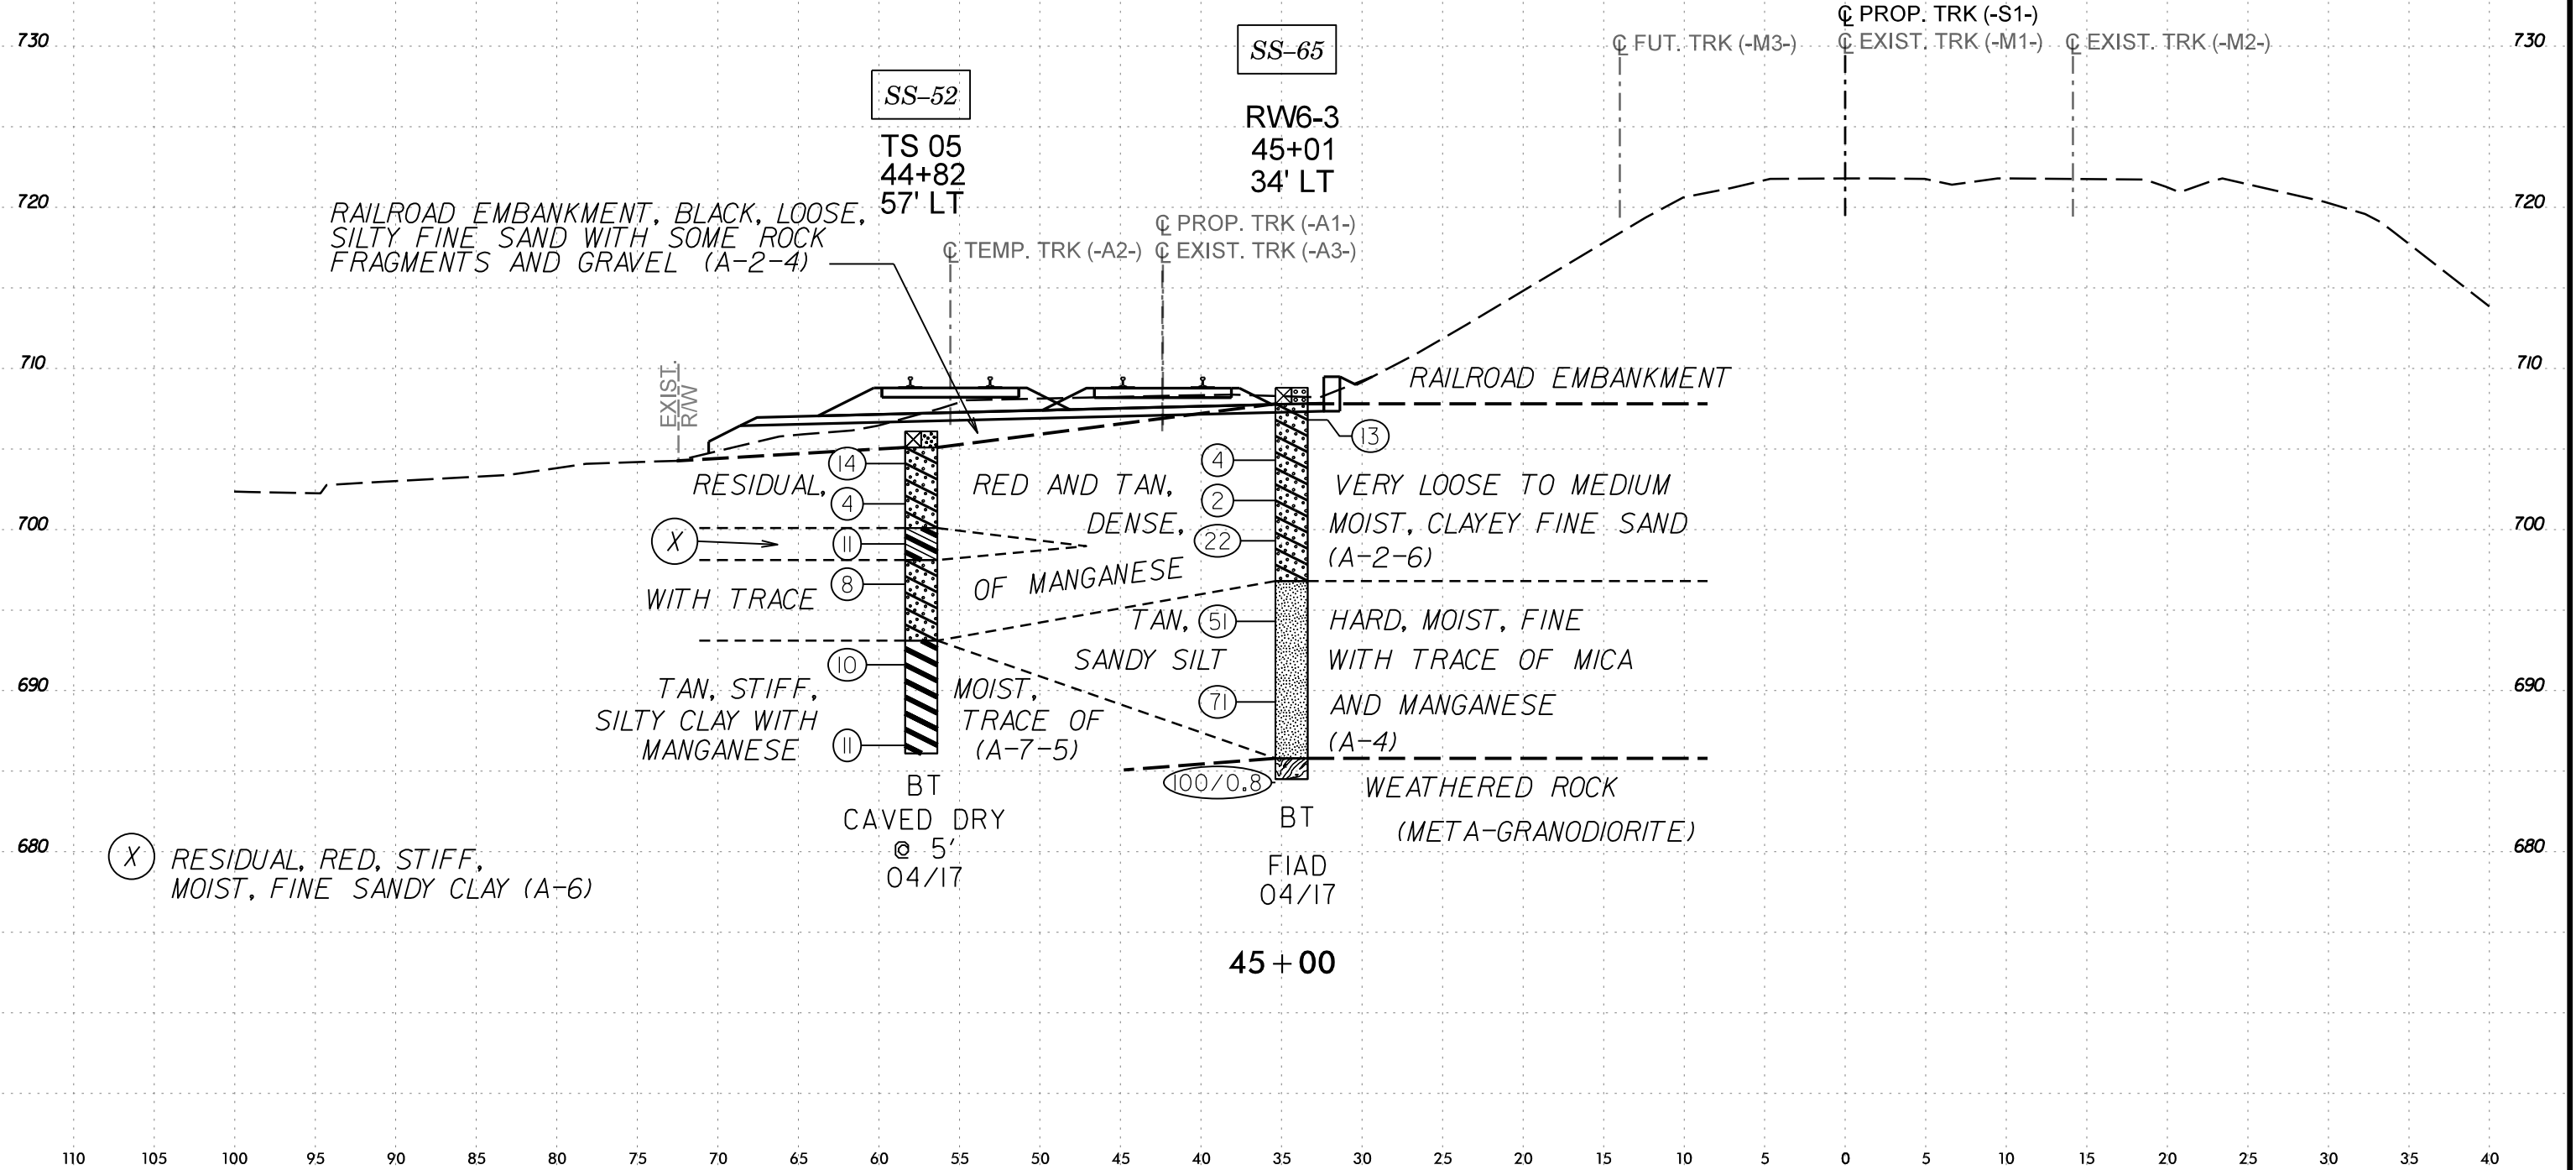 ℄ PROP. TRK (-S1-)
730
℄ FUT. TRK (-M3-)
℄ EXIST. TRK (-M1-)
℄ EXIST. TRK (-M2-)
730
SS-65
SS-52
RW6-3
45+01
34' LT
TS 05
44+82
57' LT
720
720
RAILROAD EMBANKMENT, BLACK, LOOSE,
SILTY FINE SAND WITH SOME ROCK
FRAGMENTS AND GRAVEL (A-2-4)
℄ PROP. TRK (-A1-)
℄ TEMP. TRK (-A2-)
℄ EXIST. TRK (-A3-)
710
710
EXIST.
R/W
RAILROAD EMBANKMENT
13
14
4
RESIDUAL,
RED AND TAN,
VERY LOOSE TO MEDIUM
4
2
700
DENSE,
MOIST, CLAYEY FINE SAND
700
X
11
22
(A-2-6)
8
OF MANGANESE
WITH TRACE
TAN,
51
HARD, MOIST, FINE
10
SANDY SILT
WITH TRACE OF MICA
690
TAN, STIFF,
MOIST,
71
AND MANGANESE
690
SILTY CLAY WITH
TRACE OF
MANGANESE
11
(A-7-5)
(A-4)
100/0.8
WEATHERED ROCK
(META-GRANODIORITE)
BT
CAVED DRY
@ 5'
04/17
BT
FIAD
04/17
680
680
X
RESIDUAL, RED, STIFF,
MOIST, FINE SANDY CLAY (A-6)
45+00
110 105 100 95 90 85 80 75 70 65 60 55 50 45 40 35 30 25 20 15 10 5 0 5 10 15 20 25 30 35 40